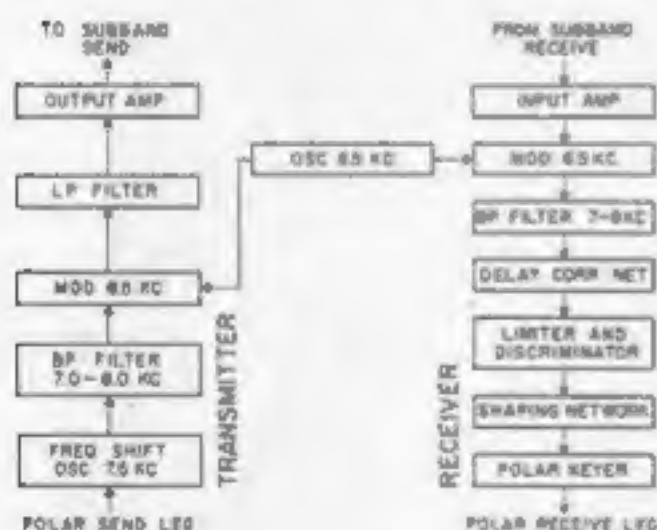 TO SUBBAND
SEND
OUTPUT AMP
LP FILTER
MOD 6.5 KC
BP FILTER
7.0-8.0 KC
FREQ SHIFT
OSC 7.5 KC
POLAR SEND LEG
TRANSMITTER
OSC 6.5 KC
FROM SUBBAND
RECEIVE
INPUT AMP
MOD 6.5 KC
BP FILTER 7-8 KC
DELAY CORR NET
LIMITER AND
DISCRIMINATOR
SHAPING NETWORK
POLAR KEYER
POLAR RECEIVE LEG
RECEIVER